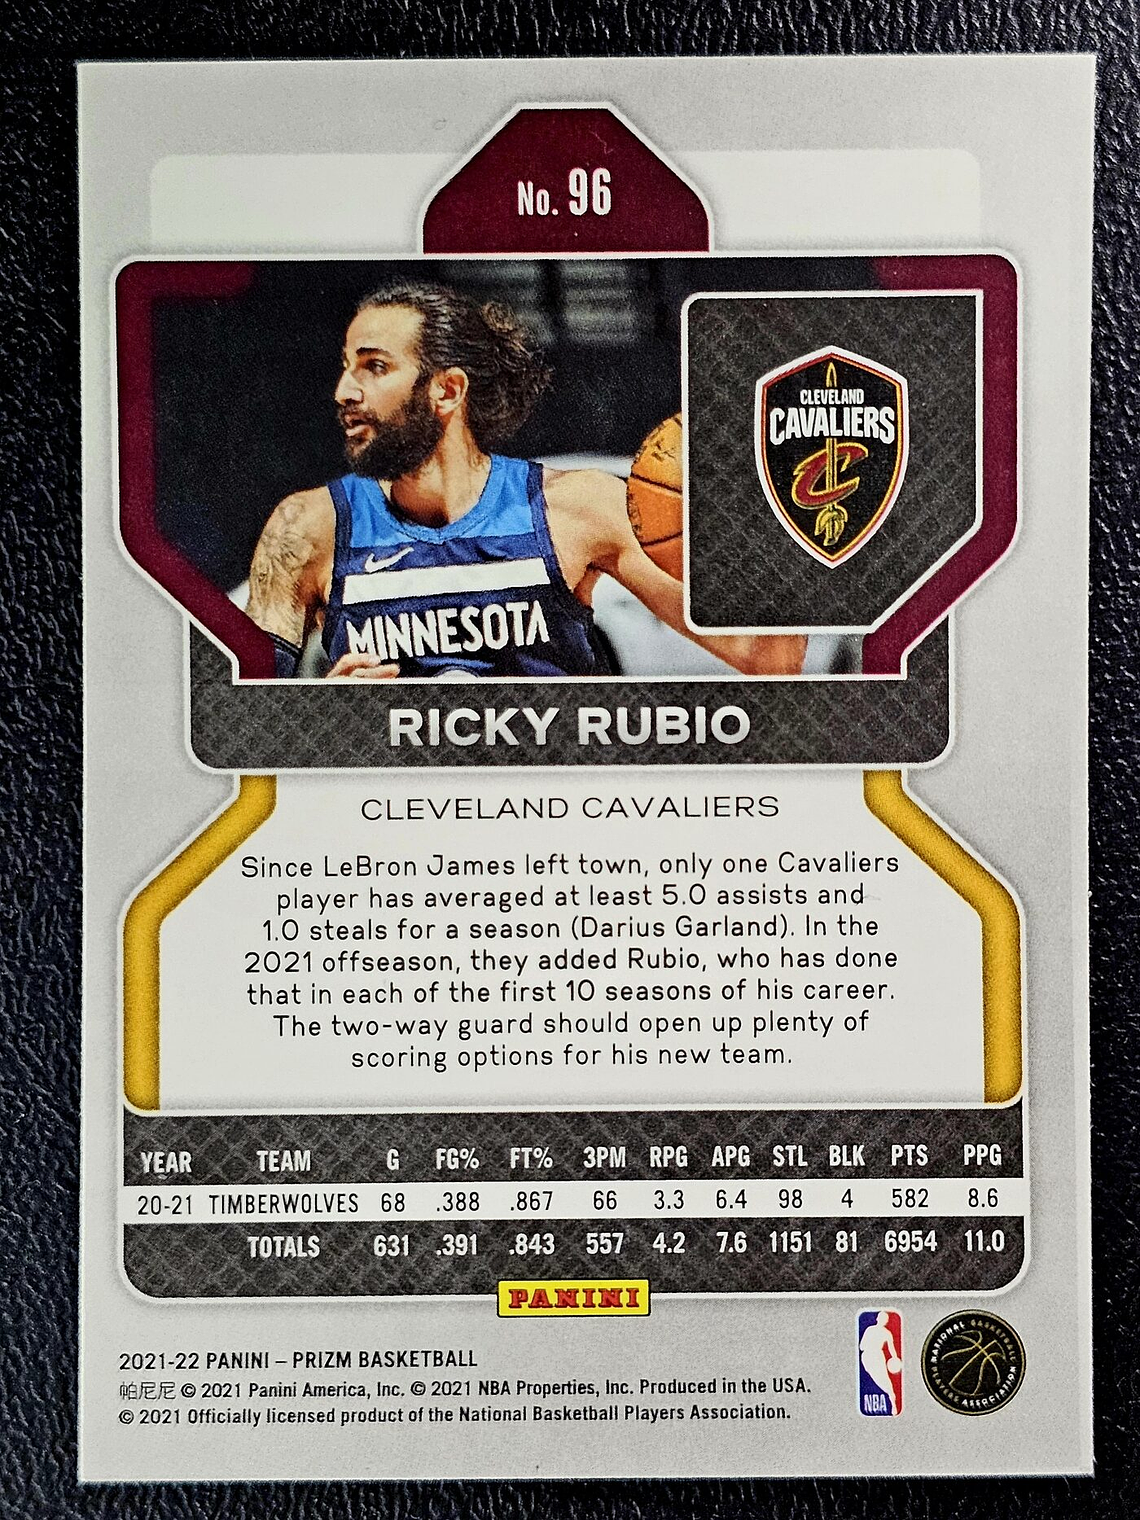 No. 96
CLEVELAND
CAVALIERS
MINNESOTA
RICKY RUBIO
CLEVELAND CAVALIERS
Since LeBron James left town, only one Cavaliers
player has averaged at least 5.0 assists and
1.0 steals for a season (Darius Garland). In the
2021 offseason, they added Rubio, who has done
that in each of the first 10 seasons of his career.
The two-way guard should open up plenty of
scoring options for his new team.
YEAR TEAM G FG% FT% 3PM RPG APG STL BLK PTS PPG
20-21 TIMBERWOLVES 68 .388 .867 66 3.3 6.4 98 4 582 8.6
TOTALS 631 .391 .843 557 4.2 7.6 1151 81 6954 11.0
PANINI
2021-22 PANINI – PRIZM BASKETBALL
帕尼尼 © 2021 Panini America, Inc. © 2021 NBA Properties, Inc. Produced in the USA.
© 2021 Officially licensed product of the National Basketball Players Association.
NBA
NATIONAL BASKETBALL
PLAYERS ASSOCIATION